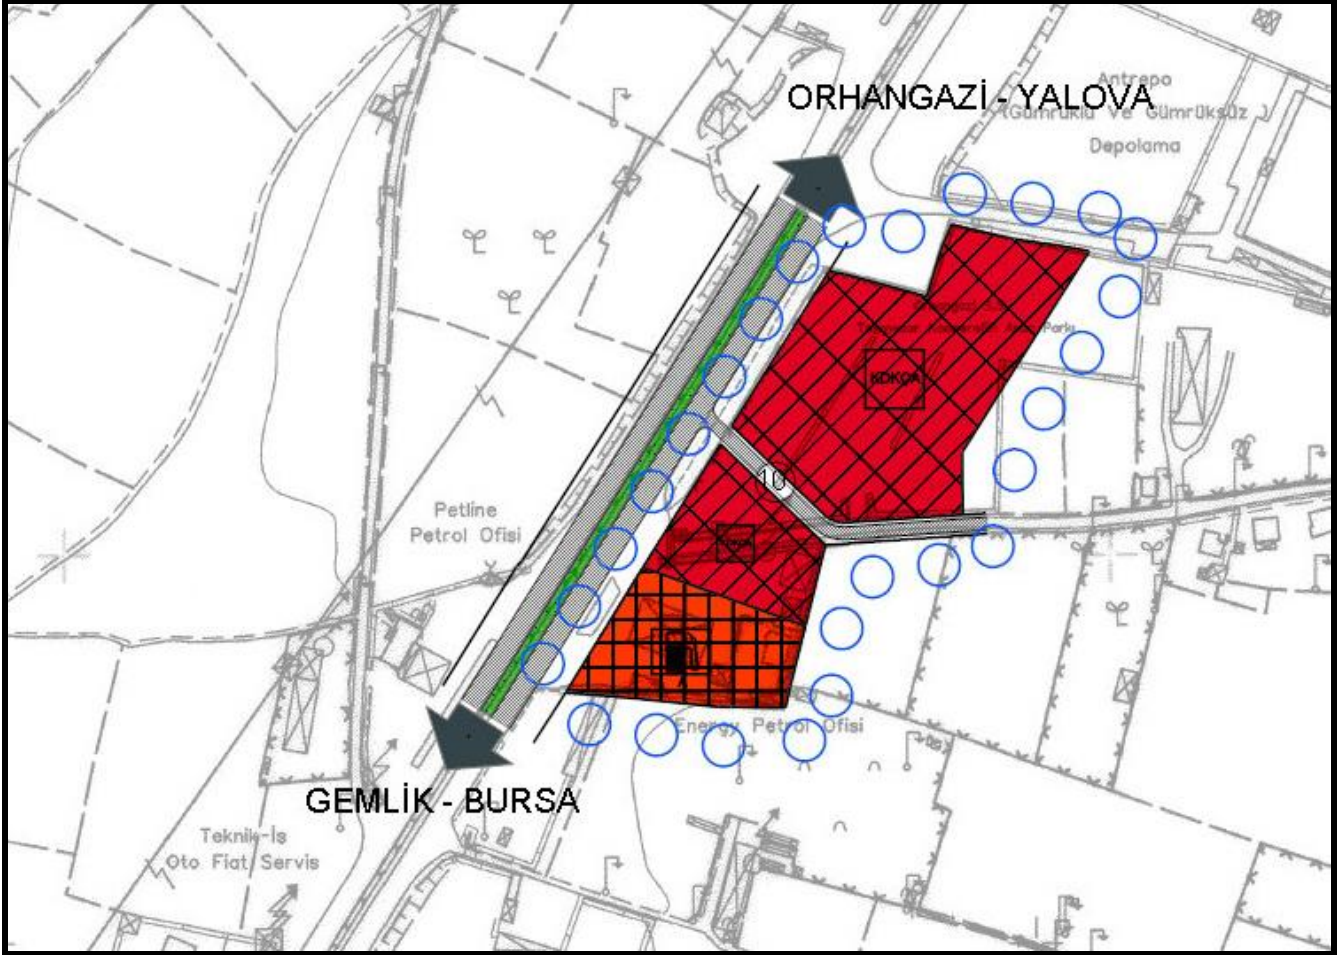 Antrepo
ORHANGAZİ - YALOVA
(Gümrüklü Ve Gümrüksüz )
Depolama
KDKÇA
10
Petline
Petrol Ofisi
Energy Petrol Ofisi
GEMLİK - BURSA
Teknik-İs
Oto Fiat Servis